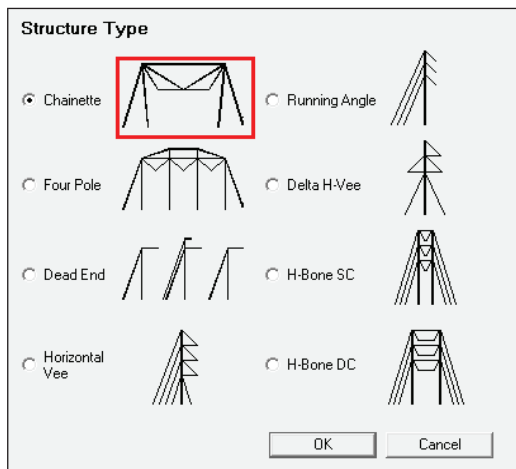 Structure Type
Chainette
Running Angle
Four Pole
Delta H-Vee
Dead End
H-Bone SC
Horizontal
Vee
H-Bone DC
OK
Cancel